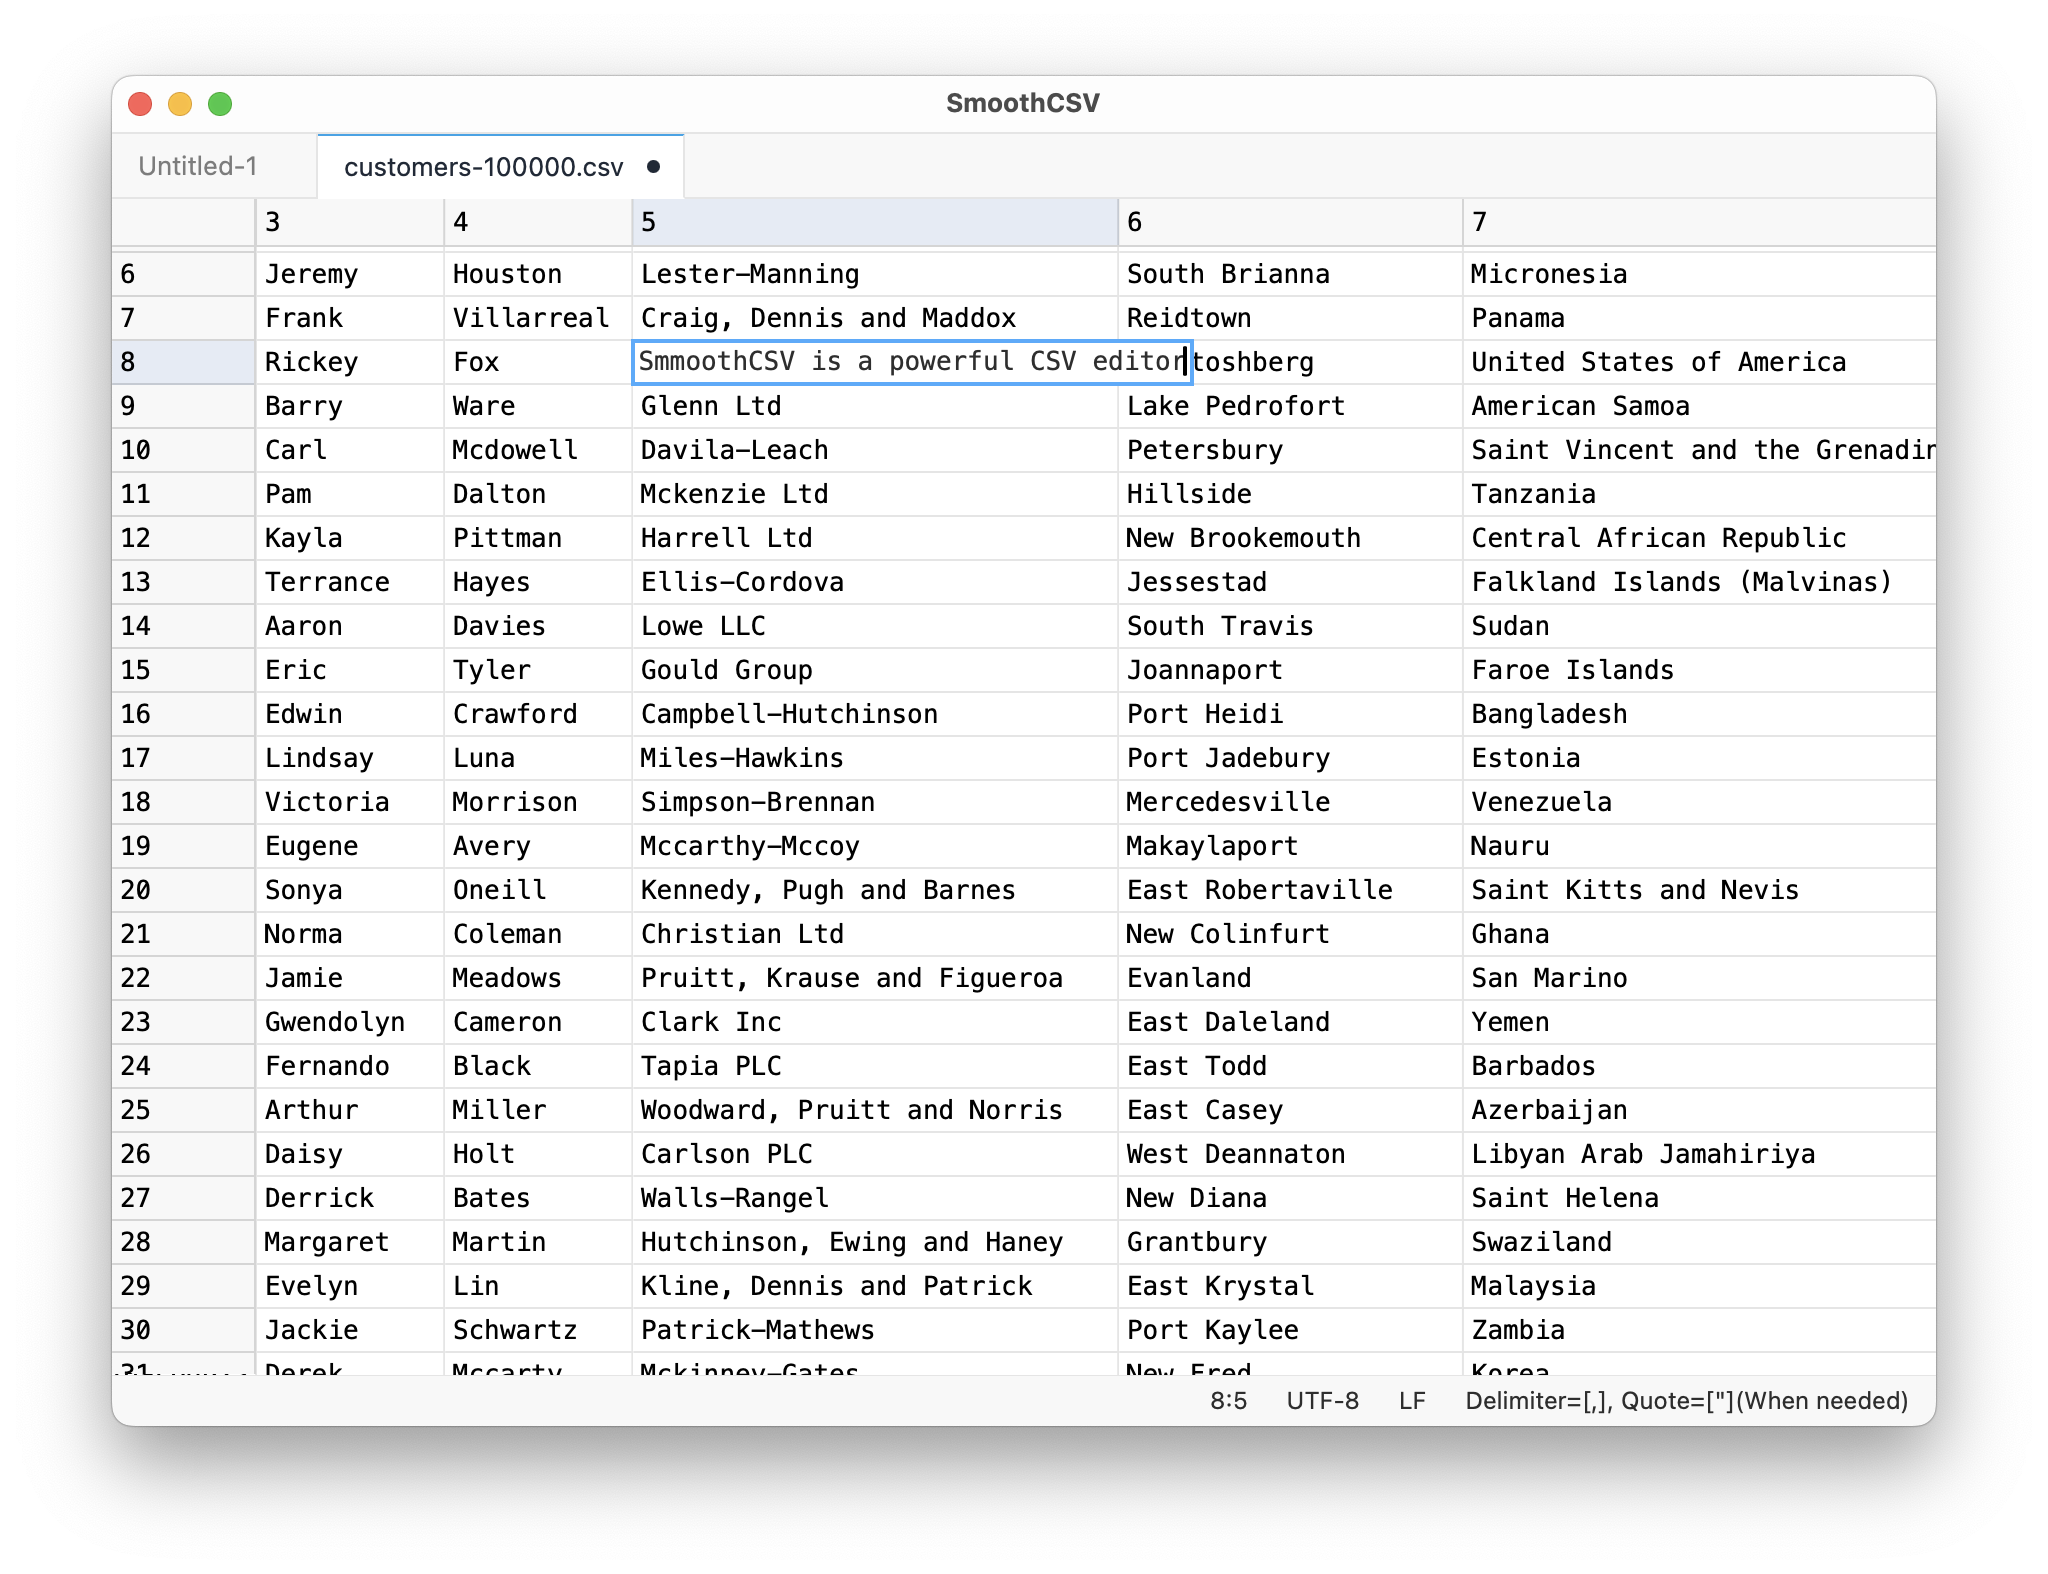 SmoothCSV
Untitled-1 customers-100000.csv
3 4 5 6 7
6 Jeremy Houston Lester-Manning South Brianna Micronesia
7 Frank Villarreal Craig, Dennis and Maddox Reidtown Panama
8 Rickey Fox SmmoothCSV is a powerful CSV editor toshberg United States of America
9 Barry Ware Glenn Ltd Lake Pedrofort American Samoa
10 Carl Mcdowell Davila-Leach Petersbury Saint Vincent and the Grenadin
11 Pam Dalton Mckenzie Ltd Hillside Tanzania
12 Kayla Pittman Harrell Ltd New Brookemouth Central African Republic
13 Terrance Hayes Ellis-Cordova Jessestad Falkland Islands (Malvinas)
14 Aaron Davies Lowe LLC South Travis Sudan
15 Eric Tyler Gould Group Joannaport Faroe Islands
16 Edwin Crawford Campbell-Hutchinson Port Heidi Bangladesh
17 Lindsay Luna Miles-Hawkins Port Jadebury Estonia
18 Victoria Morrison Simpson-Brennan Mercedesville Venezuela
19 Eugene Avery Mccarthy-Mccoy Makaylaport Nauru
20 Sonya Oneill Kennedy, Pugh and Barnes East Robertaville Saint Kitts and Nevis
21 Norma Coleman Christian Ltd New Colinfurt Ghana
22 Jamie Meadows Pruitt, Krause and Figueroa Evanland San Marino
23 Gwendolyn Cameron Clark Inc East Daleland Yemen
24 Fernando Black Tapia PLC East Todd Barbados
25 Arthur Miller Woodward, Pruitt and Norris East Casey Azerbaijan
26 Daisy Holt Carlson PLC West Deannaton Libyan Arab Jamahiriya
27 Derrick Bates Walls-Rangel New Diana Saint Helena
28 Margaret Martin Hutchinson, Ewing and Haney Grantbury Swaziland
29 Evelyn Lin Kline, Dennis and Patrick East Krystal Malaysia
30 Jackie Schwartz Patrick-Mathews Port Kaylee Zambia
31 Derek Mccarty Mckinney-Gates New Fred Korea
8:5 UTF-8 LF Delimiter=[,], Quote=["](When needed)